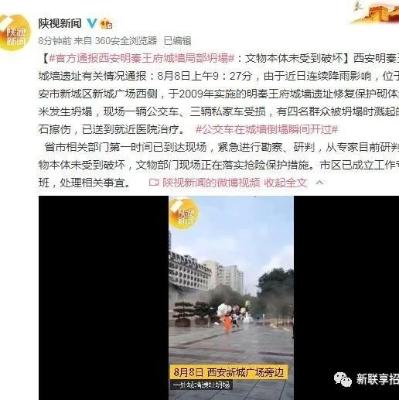 陕视新闻
8分钟前 来自 360安全浏览器 已编辑
#官方通报西安明秦王府城墙局部坍塌#：文物本体未受到破坏】西安明秦
城墙遗址有关情况通报：8月8日上午9：27分，由于近日连续降雨影响，位于
安市新城区新城广场西侧，于2009年实施的明秦王府城墙遗址修复保护砌体
米发生坍塌，现场一辆公交车、三辆私家车受损，有四名群众被坍塌时溅起的
石擦伤，已送到就近医院治疗。#公交车在城墙倒塌瞬间开过#
省市相关部门第一时间已到达现场，紧急进行勘察、研判，从专家目前研判
物本体未受到破坏，文物部门现场正在落实抢险保护措施。市区已成立工作专
班，处理相关事宜。 陕视新闻的微博视频 收起全文
8月8日 西安新城广场旁边
一处城墙遗址坍塌
新联享招